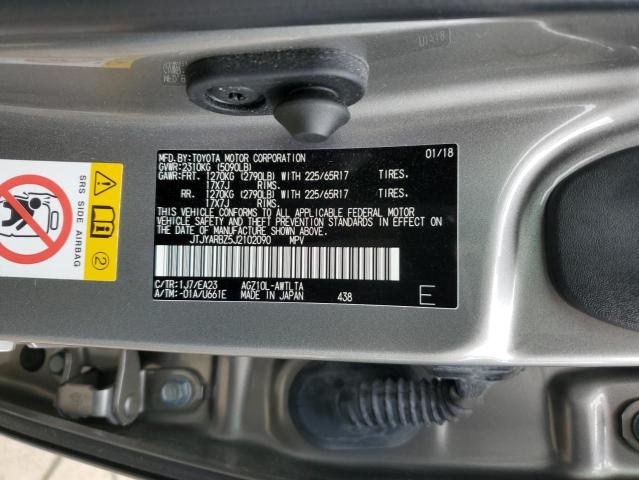 U1518
MFD.BY:TOYOTA MOTOR CORPORATION 01/18
GVWR:2310KG (5090LB)
GAWR:FRT. 1270KG (2790LB) WITH 225/65R17 TIRES.
17X7J RIMS.
RR. 1270KG (2790LB) WITH 225/65R17 TIRES.
17X7J RIMS.
THIS VEHICLE CONFORMS TO ALL APPLICABLE FEDERAL MOTOR
VEHICLE SAFETY AND THEFT PREVENTION STANDARDS IN EFFECT ON
THE DATE OF MANUFACTURE SHOWN ABOVE.
JTJYARBZ5J2102090 MPV
C/TR:1J7/EA23 AGZ10L-AWTLTA
A/TM:-01A/U661E MADE IN JAPAN 438 E
SRS SIDE AIRBAG
2